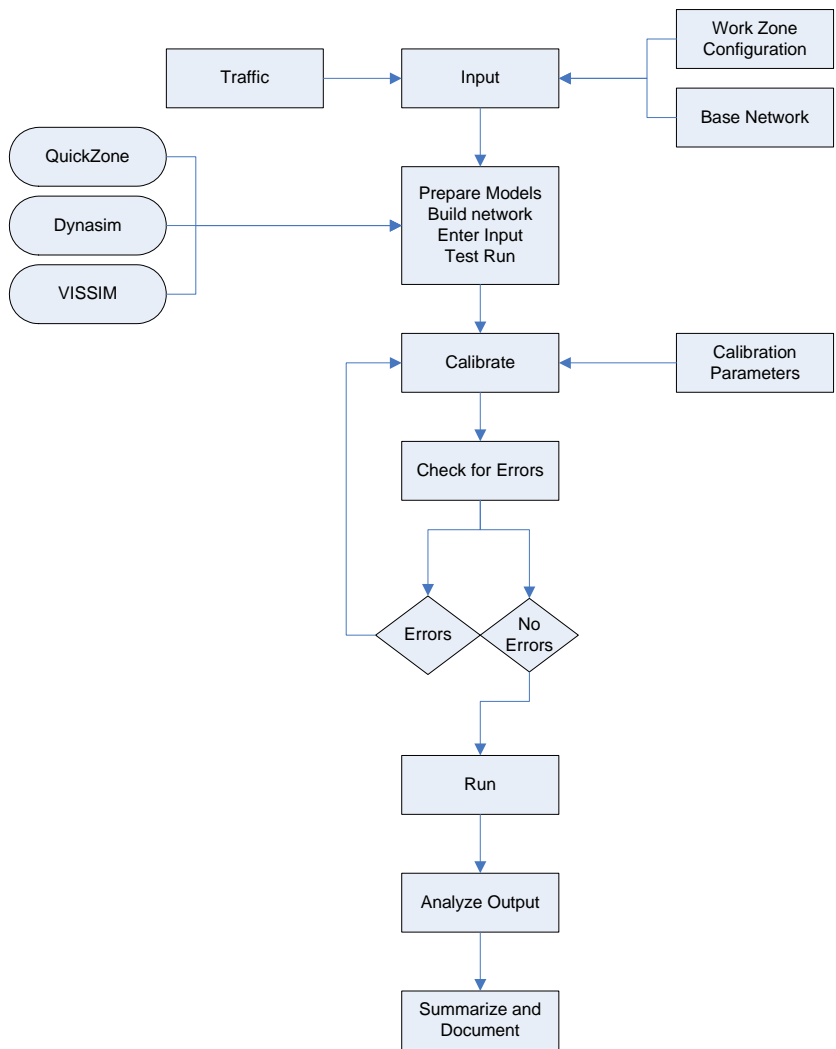 Work Zone
Configuration
Traffic
Input
Base Network
QuickZone
Dynasim
VISSIM
Prepare Models
Build network
Enter Input
Test Run
Calibrate
Calibration
Parameters
Check for Errors
Errors
No
Errors
Run
Analyze Output
Summarize and
Document